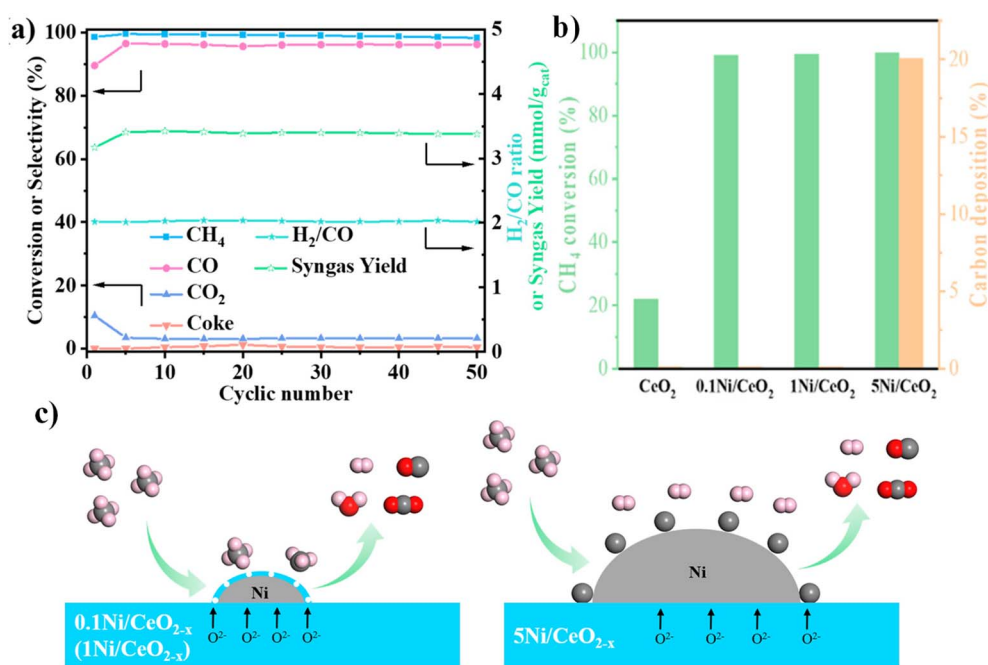 a)
100
80
60
40
20
0
Conversion or Selectivity (%)
0
10
20
30
40
50
Cyclic number
5
4
3
2
1
0
H2/CO ratio
or Syngas Yield (mmol/gcat)
CH4
CO
CO2
Coke
H2/CO
Syngas Yield
b)
100
80
60
40
20
0
CH4 conversion (%)
20
15
10
5
0
Carbon deposition (%)
CeO2
0.1Ni/CeO2
1Ni/CeO2
5Ni/CeO2
c)
Ni
O2-
O2-
O2-
O2-
0.1Ni/CeO2-x
(1Ni/CeO2-x)
Ni
O2-
O2-
O2-
O2-
5Ni/CeO2-x